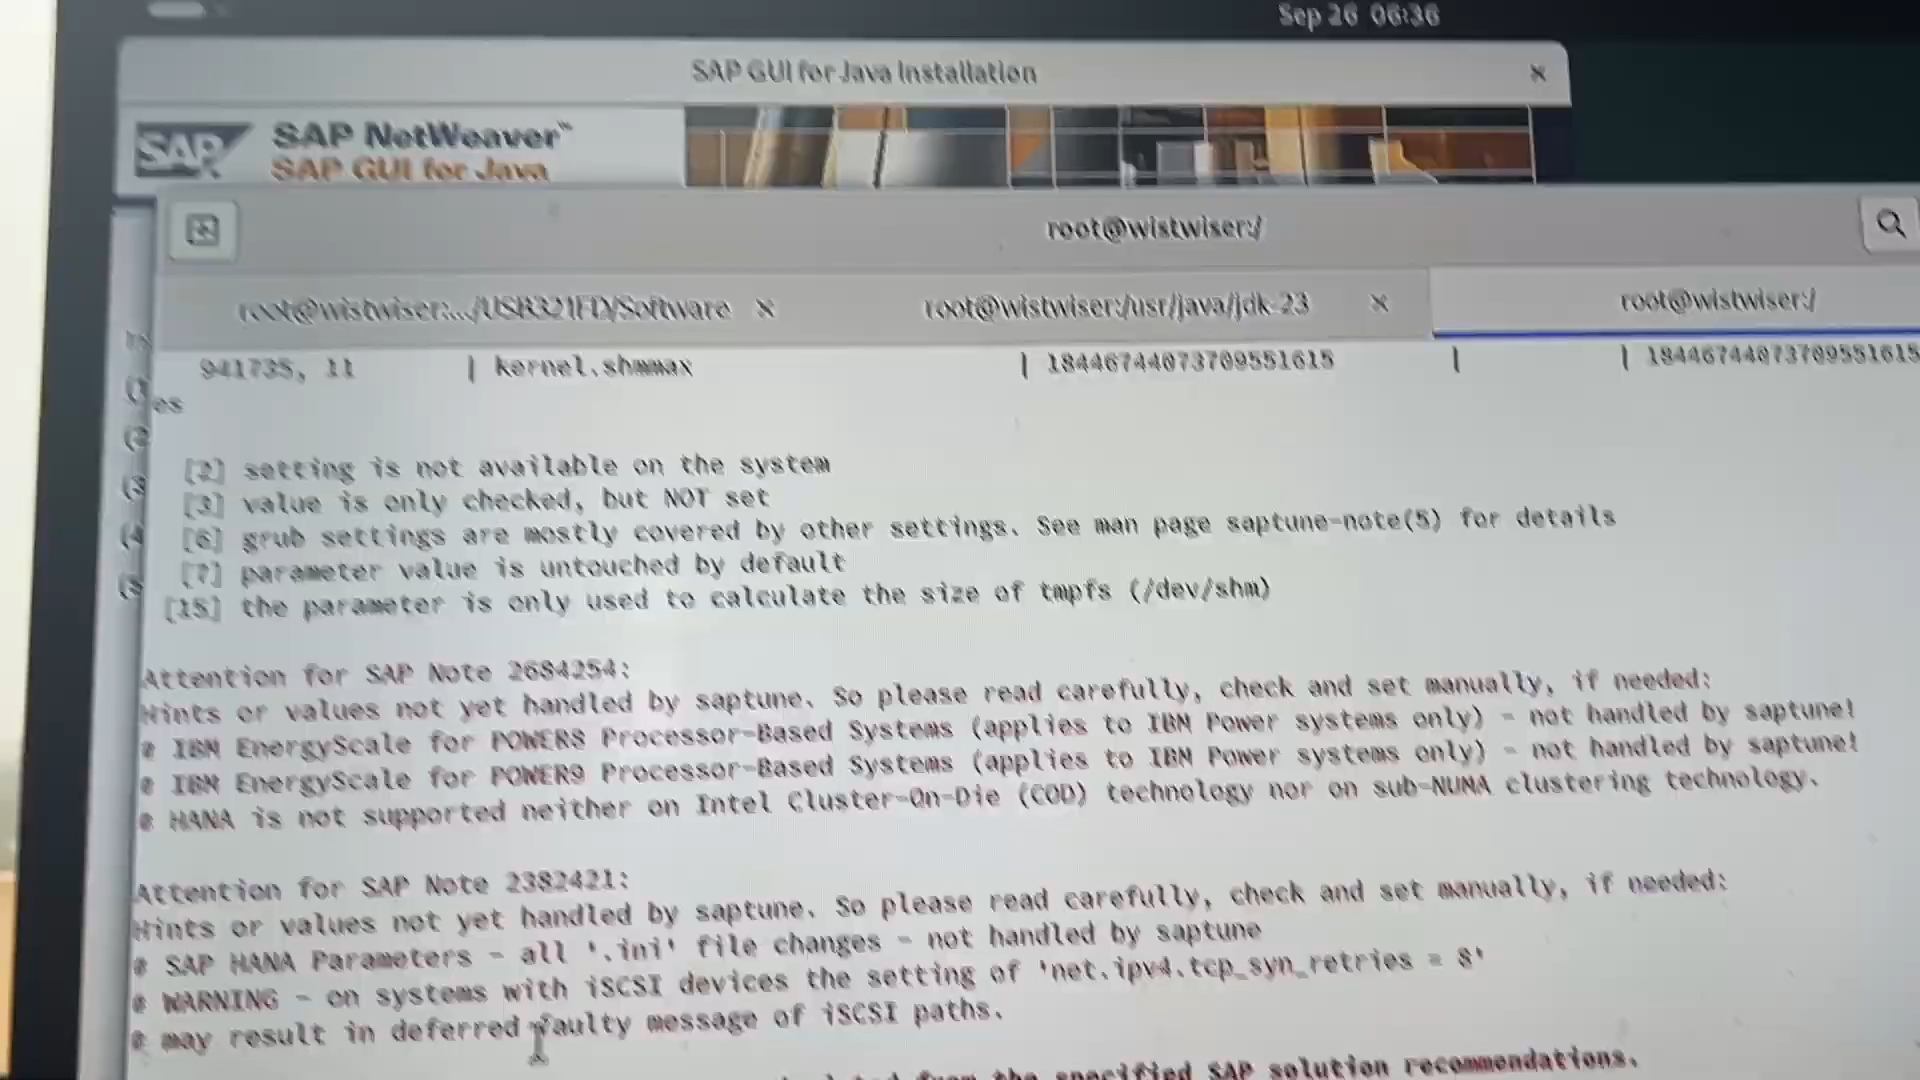 Sep 26 06:36
SAP GUI for Java Installation
SAP
SAP NetWeaver™
SAP GUI for Java
root@wistwiser:/
root@wistwiser:.../USB321FD/Software
root@wistwiser:/usr/java/jdk-23
root@wistwiser:/
941735, 11 | kernel.shmmax | 18446744073709551615 | | 18446744073709551615
es
[2] setting is not available on the system
[3] value is only checked, but NOT set
[6] grub settings are mostly covered by other settings. See man page saptune-note(5) for details
[7] parameter value is untouched by default
[15] the parameter is only used to calculate the size of tmpfs (/dev/shm)
Attention for SAP Note 2684254:
Hints or values not yet handled by saptune. So please read carefully, check and set manually, if needed:
# IBM EnergyScale for POWER8 Processor-Based Systems (applies to IBM Power systems only) - not handled by saptune!
# IBM EnergyScale for POWER9 Processor-Based Systems (applies to IBM Power systems only) - not handled by saptune!
# HANA is not supported neither on Intel Cluster-On-Die (COD) technology nor on sub-NUMA clustering technology.
Attention for SAP Note 2382421:
Hints or values not yet handled by saptune. So please read carefully, check and set manually, if needed:
# SAP HANA Parameters - all '.ini' file changes - not handled by saptune
# WARNING - on systems with iSCSI devices the setting of 'net.ipv4.tcp_syn_retries = 8'
# may result in deferred faulty message of iSCSI paths.
from the specified SAP solution recommendations.